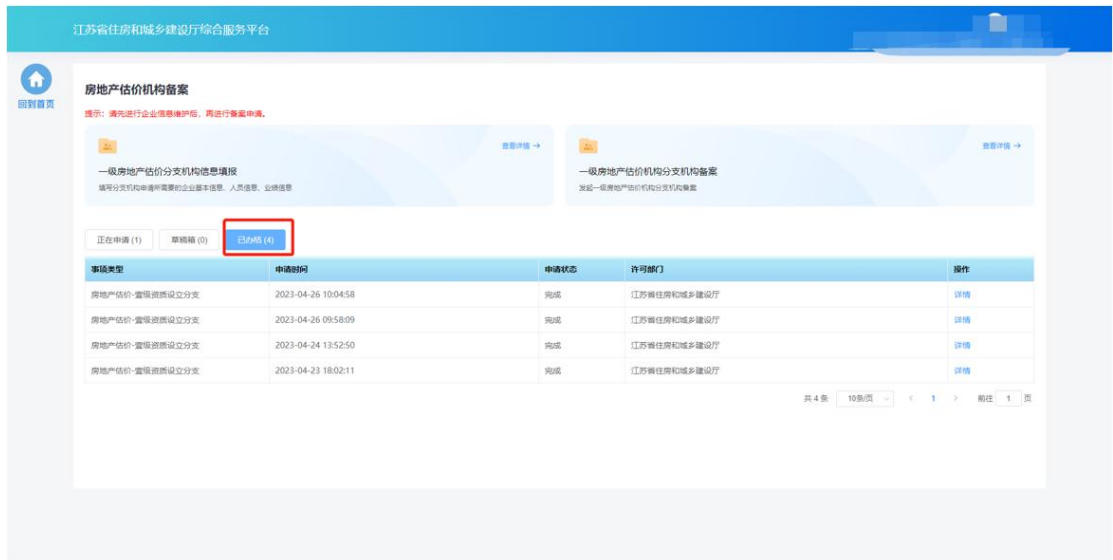 江苏省住房和城乡建设厅综合服务平台
回到首页
房地产估价机构备案
提示：请先进行企业信息维护后，再进行备案申请。
查看详情 →
一级房地产估价分支机构信息填报
填写分支机构申请所需要的企业基本信息、人员信息、业绩信息
查看详情 →
一级房地产估价机构分支机构备案
发起一级房地产估价机构分支机构备案
正在申请 (1) 草稿箱 (0) 已办结 (4)
事项类型 申请时间 申请状态 许可部门 操作
房地产估价-壹级资质设立分支 2023-04-26 10:04:58 完成 江苏省住房和城乡建设厅 详情
房地产估价-壹级资质设立分支 2023-04-26 09:58:09 完成 江苏省住房和城乡建设厅 详情
房地产估价-壹级资质设立分支 2023-04-24 13:52:50 完成 江苏省住房和城乡建设厅 详情
房地产估价-壹级资质设立分支 2023-04-23 18:02:11 完成 江苏省住房和城乡建设厅 详情
共 4 条 10条/页 < 1 > 前往 1 页